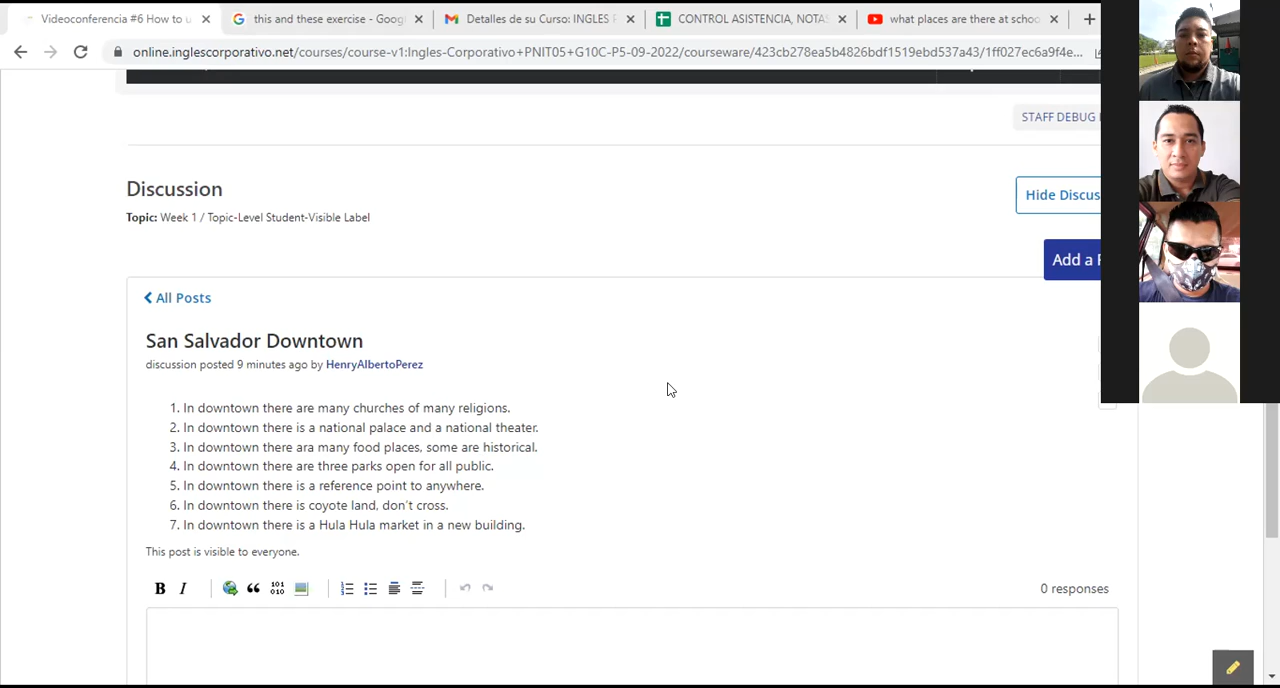 Videoconferencia #6 How to u
this and these exercise - Goog
Detalles de su Curso: INGLES F
CONTROL ASISTENCIA, NOTAS
what places are there at schoo
online.inglescorporativo.net/courses/course-v1:Ingles-Corporativo+PNIT05+G10C-P5-09-2022/courseware/423cb278ea5b4826bdf1519ebd537a43/1ff027ec6a9f4e...
STAFF DEBUG
Discussion
Hide Discus
Topic: Week 1 / Topic-Level Student-Visible Label
Add a
All Posts
San Salvador Downtown
discussion posted 9 minutes ago by HenryAlbertoPerez
1. In downtown there are many churches of many religions.
2. In downtown there is a national palace and a national theater.
3. In downtown there ara many food places, some are historical.
4. In downtown there are three parks open for all public.
5. In downtown there is a reference point to anywhere.
6. In downtown there is coyote land, don't cross.
7. In downtown there is a Hula Hula market in a new building.
This post is visible to everyone.
B I 0 responses